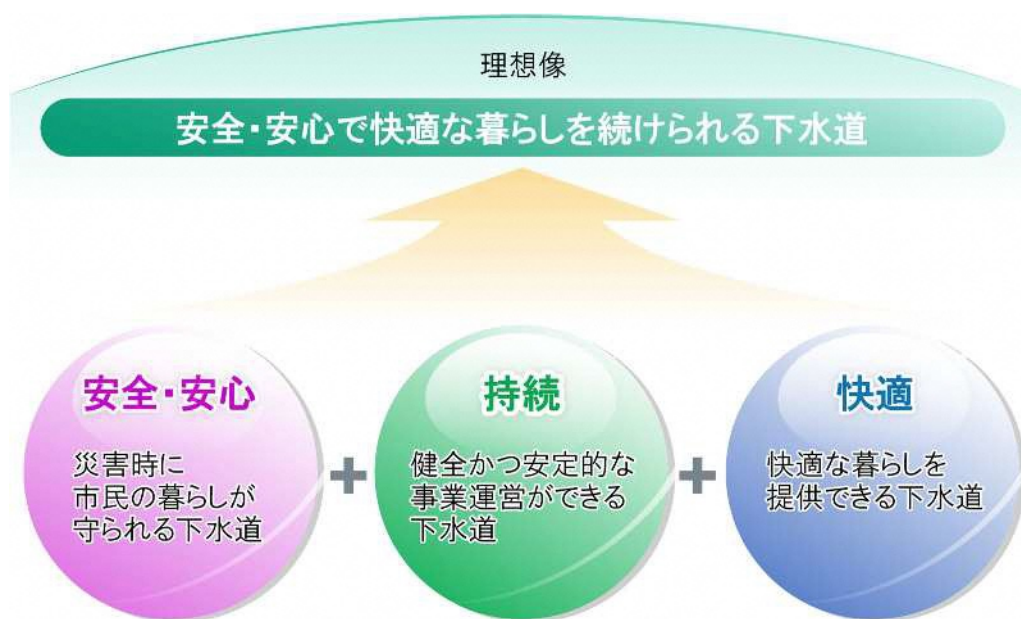 理想像
安全・安心で快適な暮らしを続けられる下水道
安全・安心
災害時に
市民の暮らしが
守られる下水道
+
持続
健全かつ安定的な
事業運営ができる
下水道
+
快適
快適な暮らしを
提供できる下水道